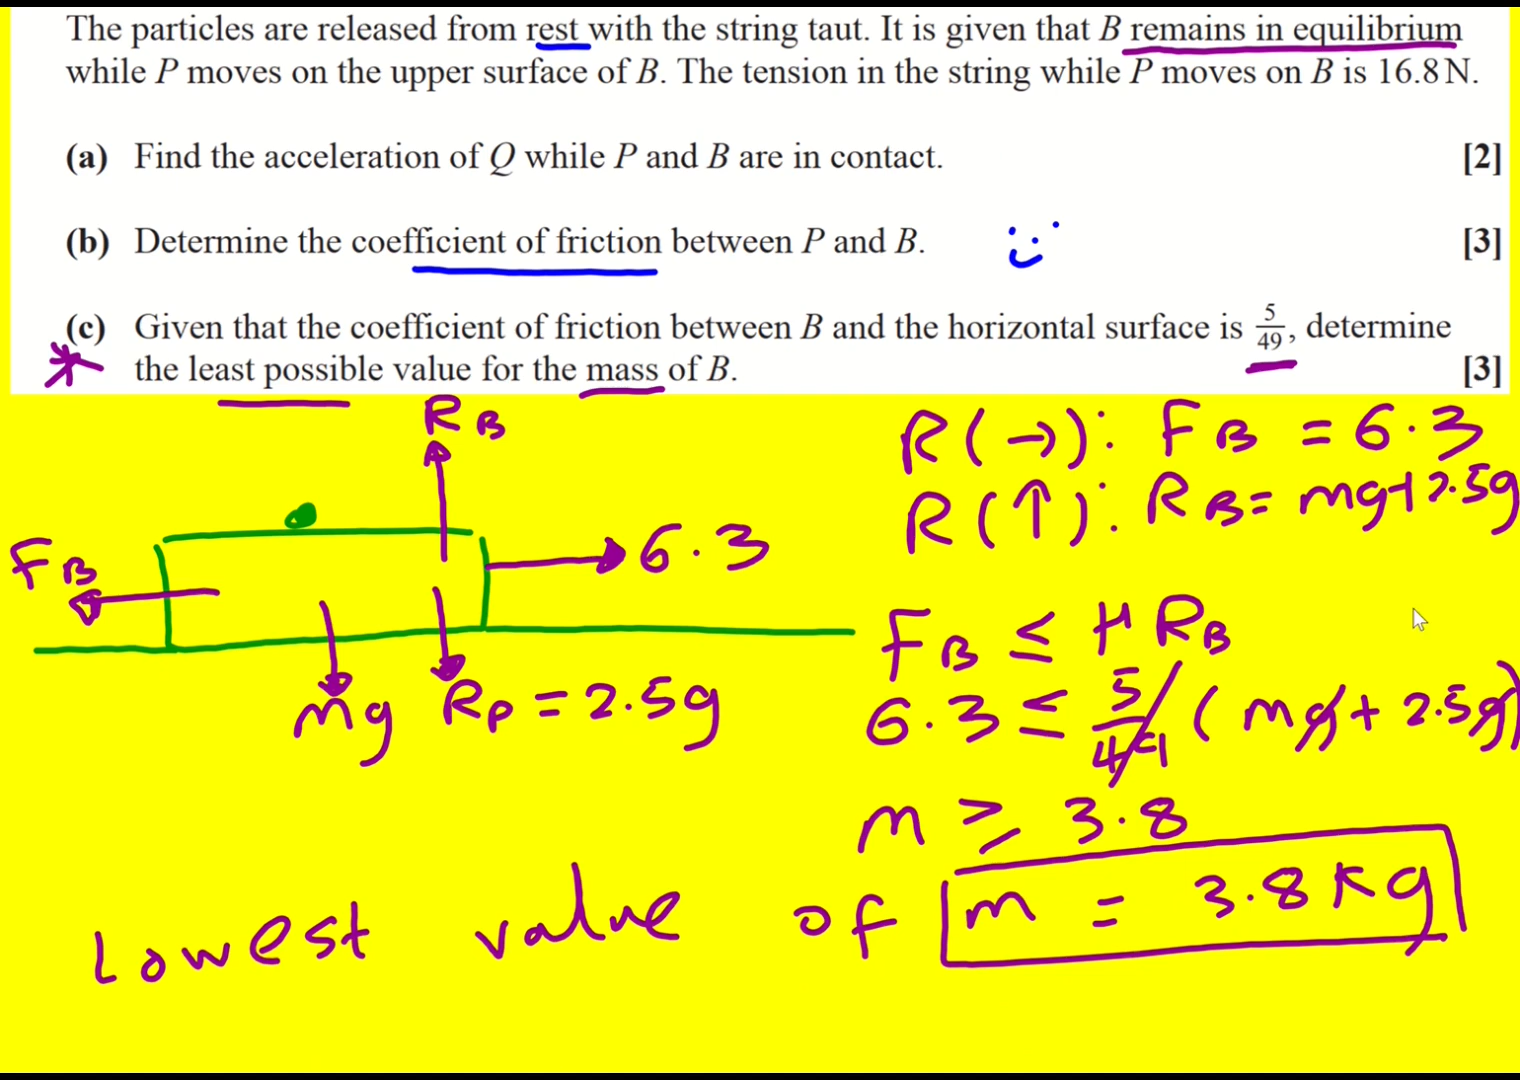 The particles are released from rest with the string taut. It is given that B remains in equilibrium
while P moves on the upper surface of B. The tension in the string while P moves on B is 16.8 N.
(a) Find the acceleration of Q while P and B are in contact. [2]
(b) Determine the coefficient of friction between P and B. [3]
(c) Given that the coefficient of friction between B and the horizontal surface is 5/49, determine
the least possible value for the mass of B. [3]
R_B
F_B
6.3
mg
R_P = 2.5g
R(→): F_B = 6.3
R(↑): R_B = mg+2.5g
F_B ≤ μ R_B
6.3 ≤ 5/49 (mg + 2.5g)
m ≥ 3.8
Lowest value of m = 3.8 kg